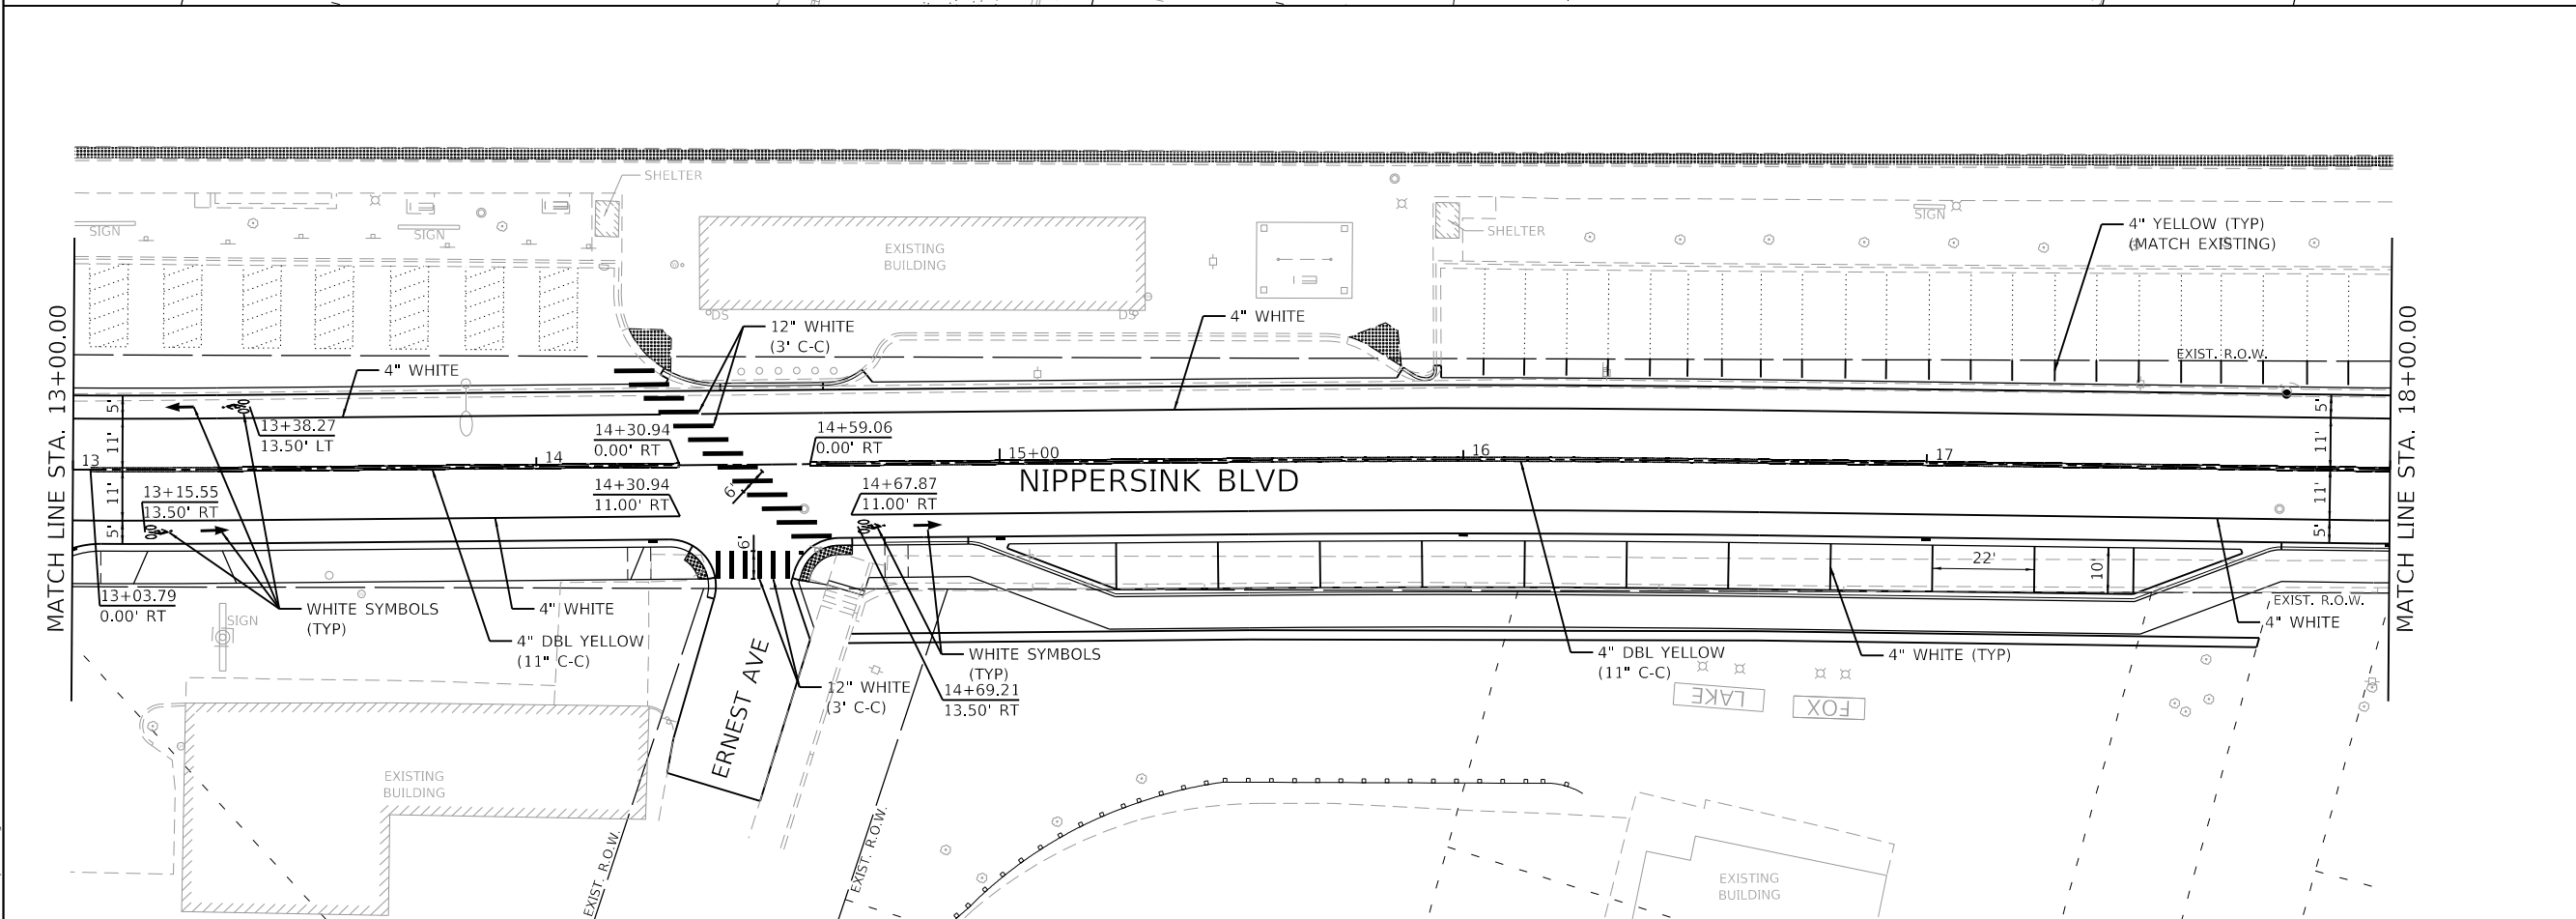 SHELTER
SIGN
SIGN
EXISTING
BUILDING
SHELTER
SIGN
4" YELLOW (TYP)
(MATCH EXISTING)
MATCH LINE STA. 13+00.00
DS
DS
12" WHITE
(3' C-C)
4" WHITE
4" WHITE
EXIST. R.O.W.
MATCH LINE STA. 18+00.00
5'
11'
11'
5'
13+38.27
13.50' LT
14+30.94
0.00' RT
14+59.06
0.00' RT
5'
11'
11'
5'
13
14
15+00
16
17
NIPPERSINK BLVD
6'
13+15.55
13.50' RT
14+30.94
11.00' RT
14+67.87
11.00' RT
6'
22'
10'
13+03.79
0.00' RT
WHITE SYMBOLS
(TYP)
4" WHITE
SIGN
4" DBL YELLOW
(11" C-C)
ERNEST AVE
12" WHITE
(3' C-C)
WHITE SYMBOLS
(TYP)
14+69.21
13.50' RT
4" DBL YELLOW
(11" C-C)
4" WHITE (TYP)
EXIST. R.O.W.
4" WHITE
LAKE
FOX
EXISTING
BUILDING
EXIST. R.O.W.
EXIST. R.O.W.
EXISTING
BUILDING